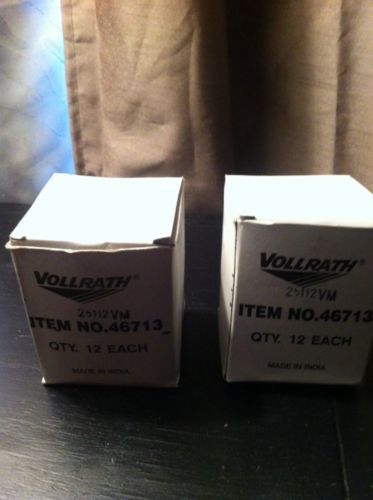 VOLLRATH®
25112VM
ITEM NO.46713
QTY. 12 EACH
MADE IN INDIA
VOLLRATH®
25112VM
ITEM NO.46713
QTY. 12 EACH
MADE IN INDIA